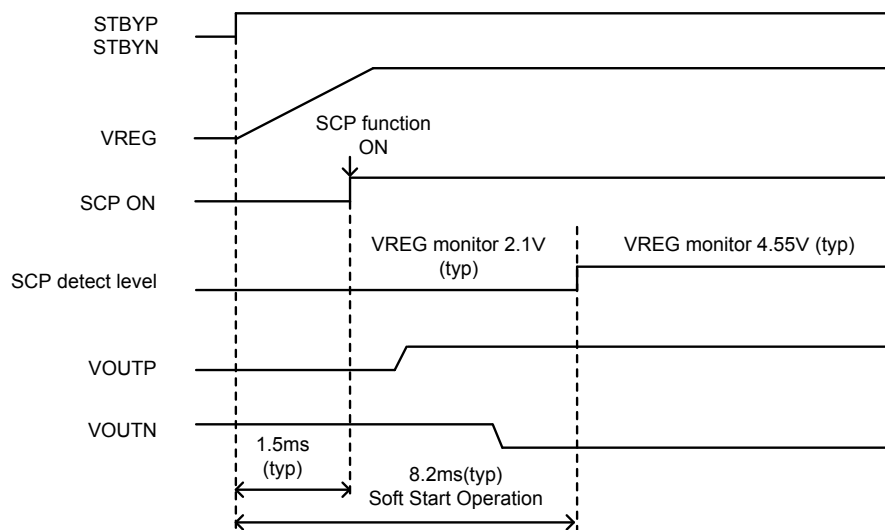 STBYP
STBYN
VREG
SCP function
ON
SCP ON
VREG monitor 2.1V
(typ)
VREG monitor 4.55V (typ)
SCP detect level
VOUTP
VOUTN
1.5ms
(typ)
8.2ms(typ)
Soft Start Operation